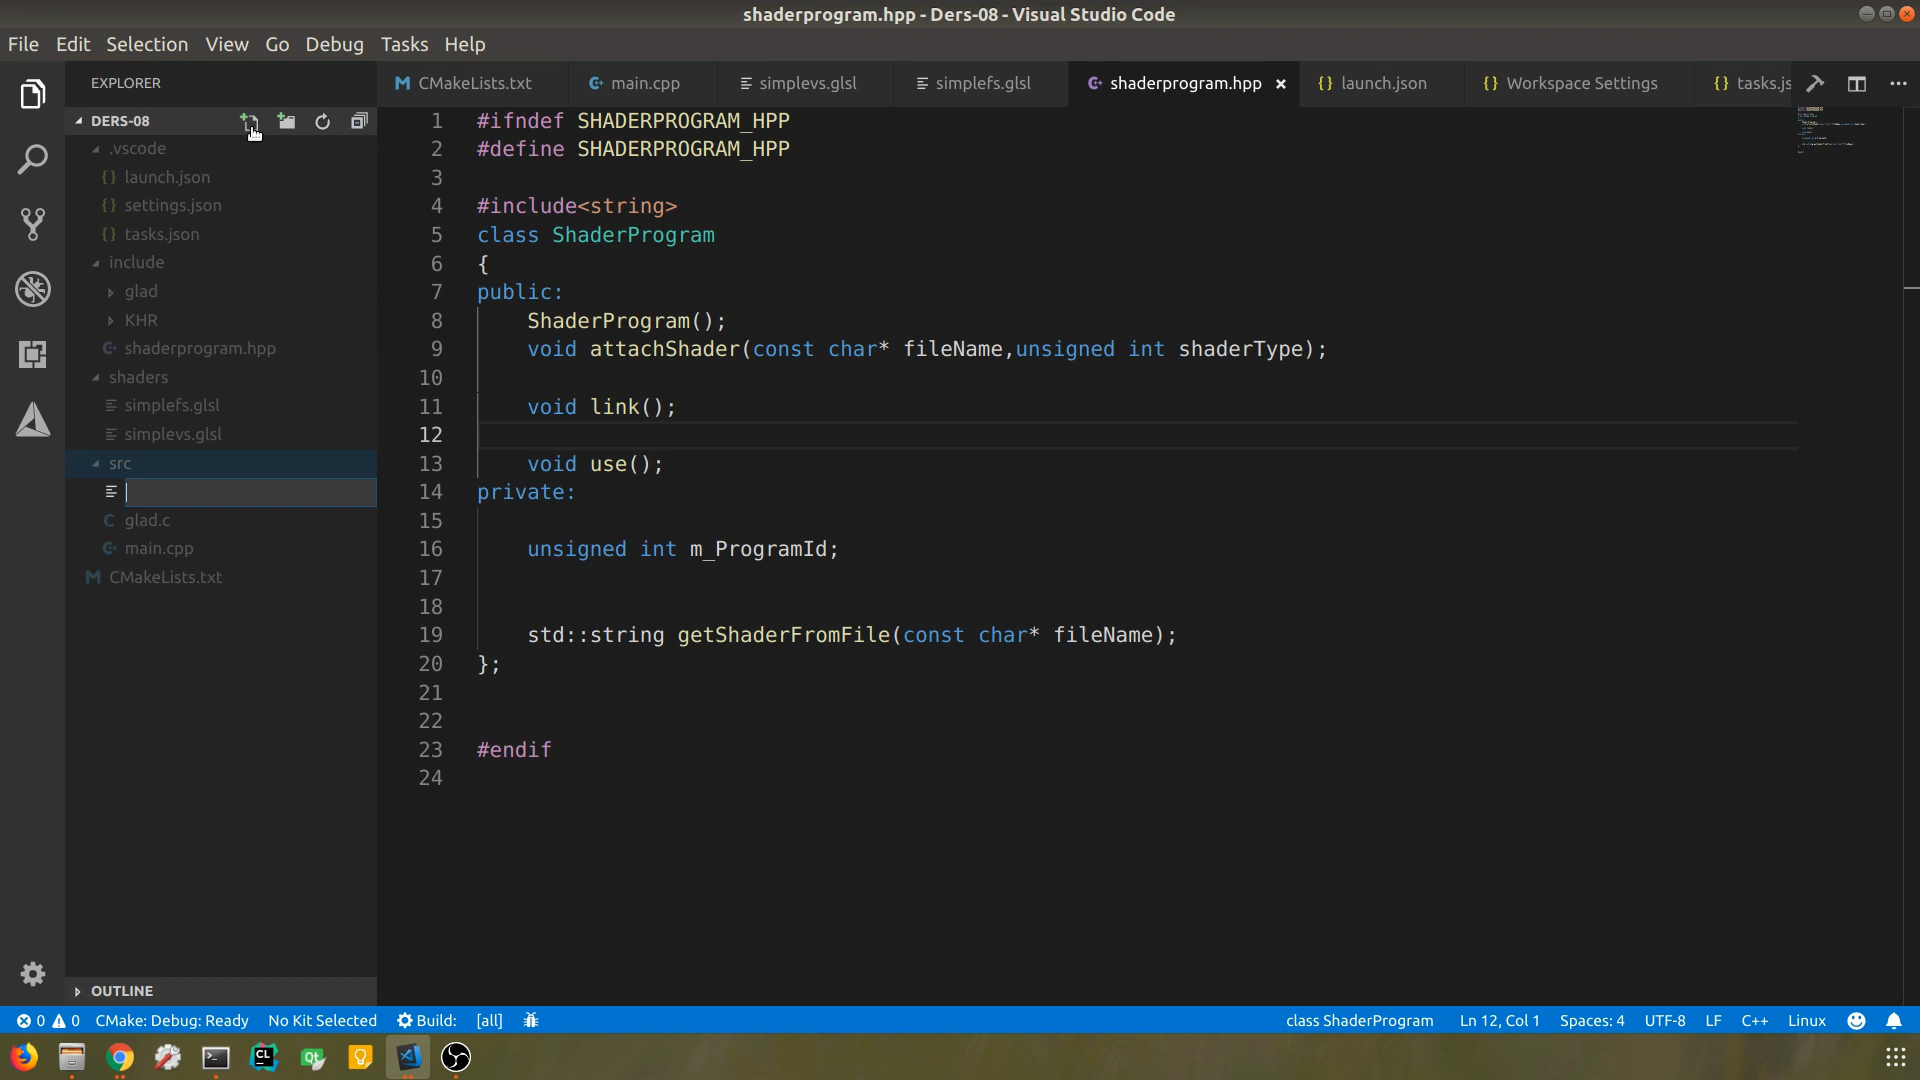 shaderprogram.hpp - Ders-08 - Visual Studio Code
File Edit Selection View Go Debug Tasks Help
EXPLORER
CMakeLists.txt main.cpp simplevs.glsl simplefs.glsl shaderprogram.hpp launch.json Workspace Settings tasks.js
DERS-08
.vscode
launch.json
settings.json
tasks.json
include
glad
KHR
shaderprogram.hpp
shaders
simplefs.glsl
simplevs.glsl
src
glad.c
main.cpp
CMakeLists.txt
OUTLINE
1 #ifndef SHADERPROGRAM_HPP
2 #define SHADERPROGRAM_HPP
3
4 #include<string>
5 class ShaderProgram
6 {
7 public:
8 ShaderProgram();
9 void attachShader(const char* fileName,unsigned int shaderType);
10
11 void link();
12
13 void use();
14 private:
15
16 unsigned int m_ProgramId;
17
18
19 std::string getShaderFromFile(const char* fileName);
20 };
21
22
23 #endif
24
0 0 CMake: Debug: Ready No Kit Selected Build: [all] class ShaderProgram Ln 12, Col 1 Spaces: 4 UTF-8 LF C++ Linux